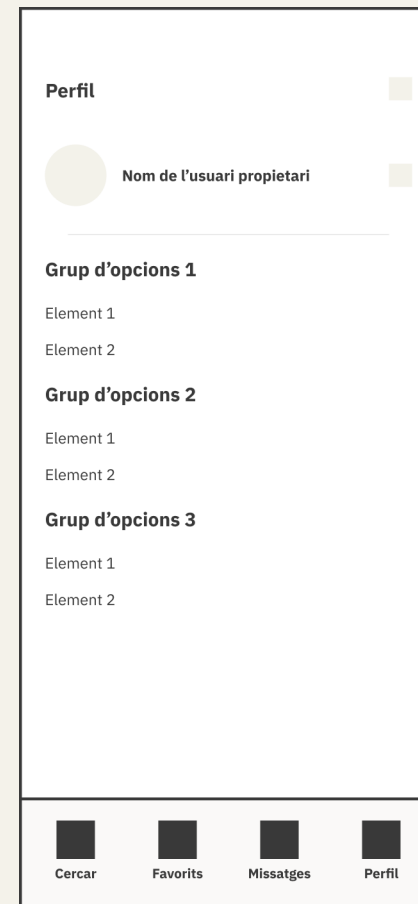 Perfil
Nom de l’usuari propietari
Grup d’opcions 1
Element 1
Element 2
Grup d’opcions 2
Element 1
Element 2
Grup d’opcions 3
Element 1
Element 2
Cercar Favorits Missatges Perfil